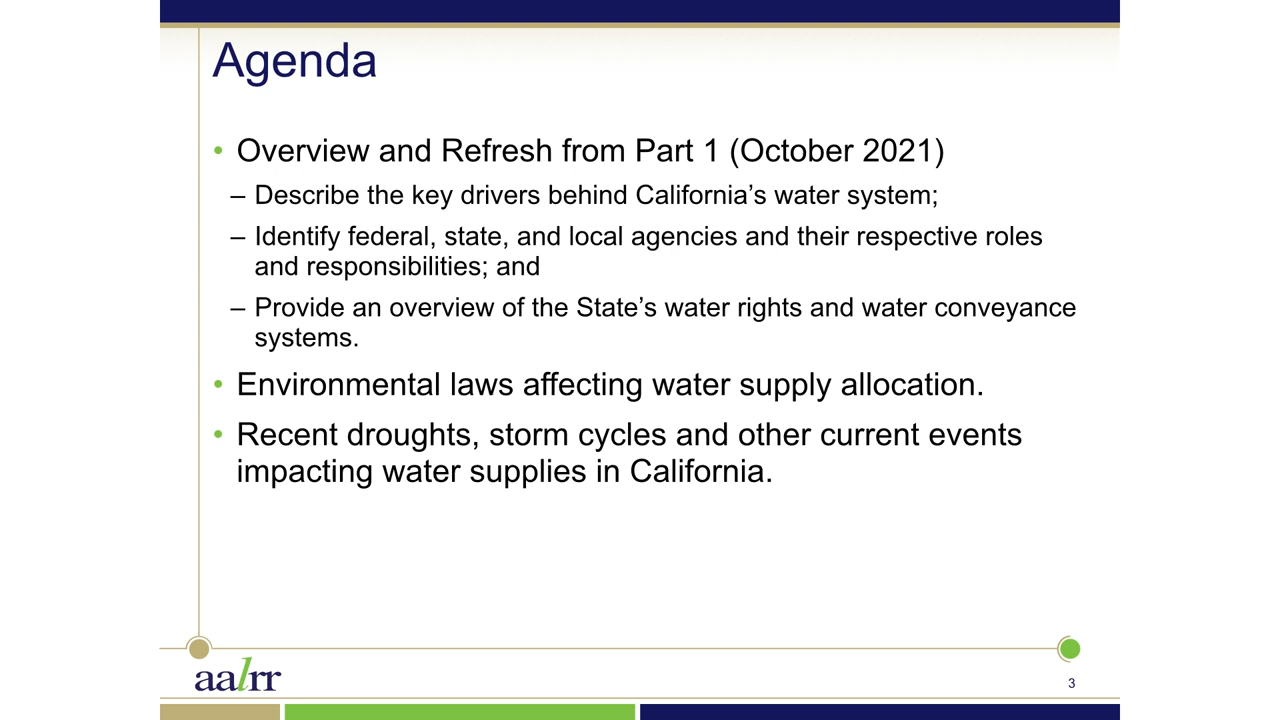 Agenda
• Overview and Refresh from Part 1 (October 2021)
– Describe the key drivers behind California’s water system;
– Identify federal, state, and local agencies and their respective roles
and responsibilities; and
– Provide an overview of the State’s water rights and water conveyance
systems.
• Environmental laws affecting water supply allocation.
• Recent droughts, storm cycles and other current events
impacting water supplies in California.
aalrr
3